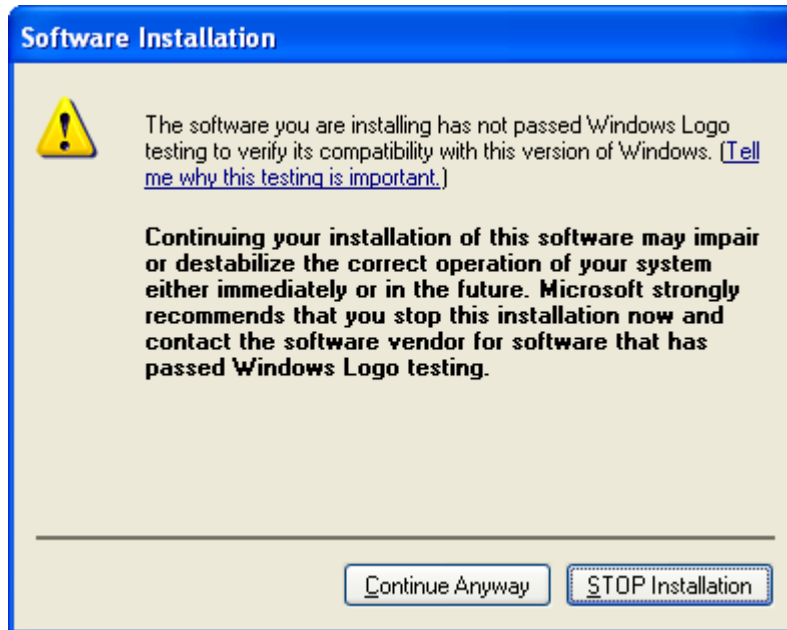 Software Installation
The software you are installing has not passed Windows Logo
testing to verify its compatibility with this version of Windows. (Tell
me why this testing is important.)
Continuing your installation of this software may impair
or destabilize the correct operation of your system
either immediately or in the future. Microsoft strongly
recommends that you stop this installation now and
contact the software vendor for software that has
passed Windows Logo testing.
Continue Anyway
STOP Installation